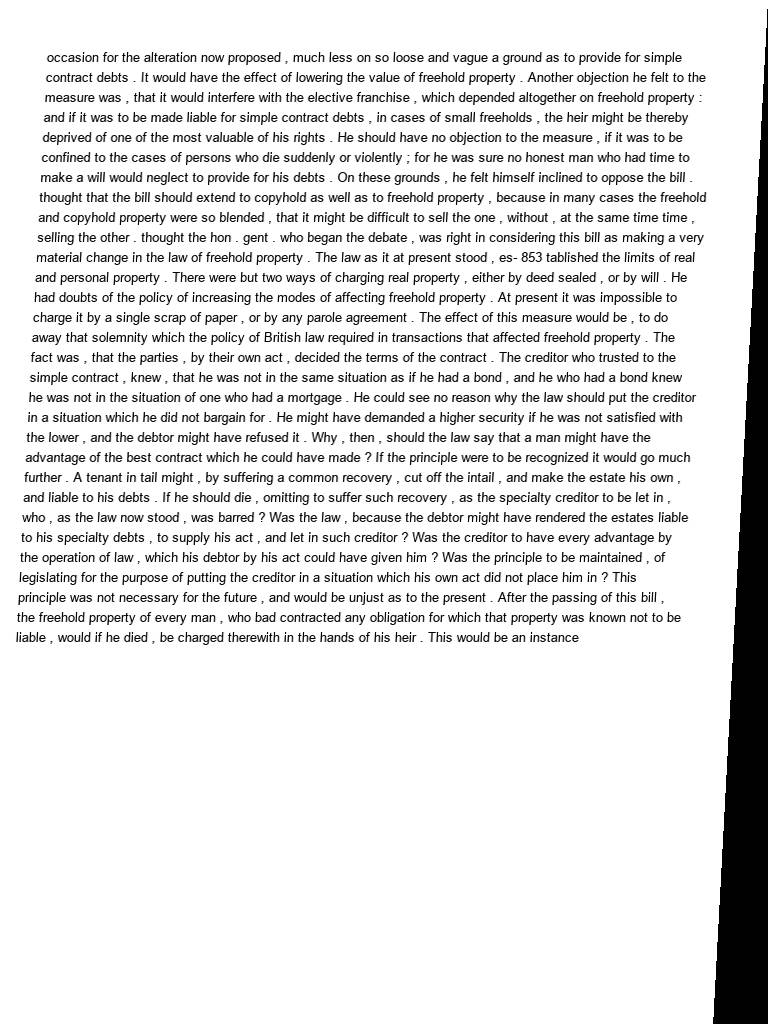 occasion for the alteration now proposed , much less on so loose and vague a ground as to provide for simple
contract debts . It would have the effect of lowering the value of freehold property . Another objection he felt to the
measure was , that it would interfere with the elective franchise , which depended altogether on freehold property :
and if it was to be made liable for simple contract debts , in cases of small freeholds , the heir might be thereby
deprived of one of the most valuable of his rights . He should have no objection to the measure , if it was to be
confined to the cases of persons who die suddenly or violently ; for he was sure no honest man who had time to
make a will would neglect to provide for his debts . On these grounds , he felt himself inclined to oppose the bill .
thought that the bill should extend to copyhold as well as to freehold property , because in many cases the freehold
and copyhold property were so blended , that it might be difficult to sell the one , without , at the same time time ,
selling the other . thought the hon . gent . who began the debate , was right in considering this bill as making a very
material change in the law of freehold property . The law as it at present stood , es- 853 tablished the limits of real
and personal property . There were but two ways of charging real property , either by deed sealed , or by will . He
had doubts of the policy of increasing the modes of affecting freehold property . At present it was impossible to
charge it by a single scrap of paper , or by any parole agreement . The effect of this measure would be , to do
away that solemnity which the policy of British law required in transactions that affected freehold property . The
fact was , that the parties , by their own act , decided the terms of the contract . The creditor who trusted to the
simple contract , knew , that he was not in the same situation as if he had a bond , and he who had a bond knew
he was not in the situation of one who had a mortgage . He could see no reason why the law should put the creditor
in a situation which he did not bargain for . He might have demanded a higher security if he was not satisfied with
the lower , and the debtor might have refused it . Why , then , should the law say that a man might have the
advantage of the best contract which he could have made ? If the principle were to be recognized it would go much
further . A tenant in tail might , by suffering a common recovery , cut off the intail , and make the estate his own ,
and liable to his debts . If he should die , omitting to suffer such recovery , as the specialty creditor to be let in ,
who , as the law now stood , was barred ? Was the law , because the debtor might have rendered the estates liable
to his specialty debts , to supply his act , and let in such creditor ? Was the creditor to have every advantage by
the operation of law , which his debtor by his act could have given him ? Was the principle to be maintained , of
legislating for the purpose of putting the creditor in a situation which his own act did not place him in ? This
principle was not necessary for the future , and would be unjust as to the present . After the passing of this bill ,
the freehold property of every man , who bad contracted any obligation for which that property was known not to be
liable , would if he died , be charged therewith in the hands of his heir . This would be an instance